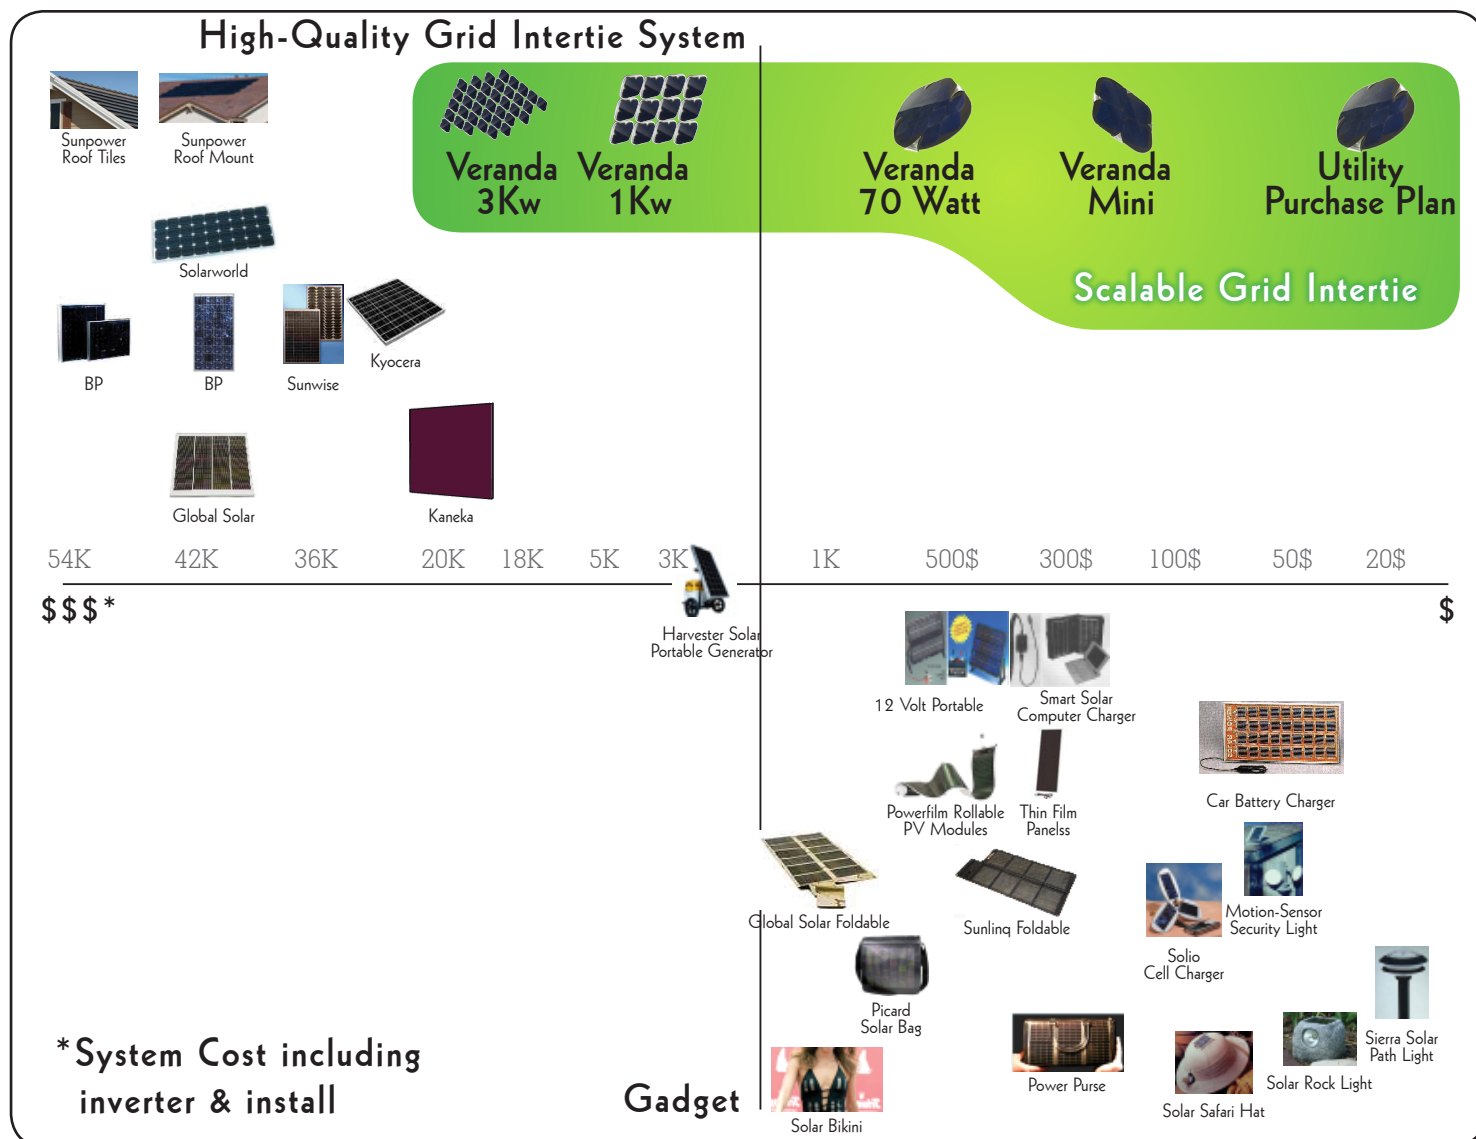 High-Quality Grid Intertie System
Sunpower
Roof Tiles
Sunpower
Roof Mount
Veranda
3Kw
Veranda
1Kw
Veranda
70 Watt
Veranda
Mini
Utility
Purchase Plan
Scalable Grid Intertie
Solarworld
BP
BP
Sunwise
Kyocera
Global Solar
Kaneka
54K 42K 36K 20K 18K 5K 3K 1K 500$ 300$ 100$ 50$ 20$
$$$* $
Harvester Solar
Portable Generator
12 Volt Portable
Smart Solar
Computer Charger
Car Battery Charger
Powerfilm Rollable
PV Modules
Thin Film
Panelss
Global Solar Foldable
Sunlinq Foldable
Solio
Cell Charger
Motion-Sensor
Security Light
Picard
Solar Bag
Power Purse
Solar Safari Hat
Solar Rock Light
Sierra Solar
Path Light
Solar Bikini
Gadget
*System Cost including
inverter & install